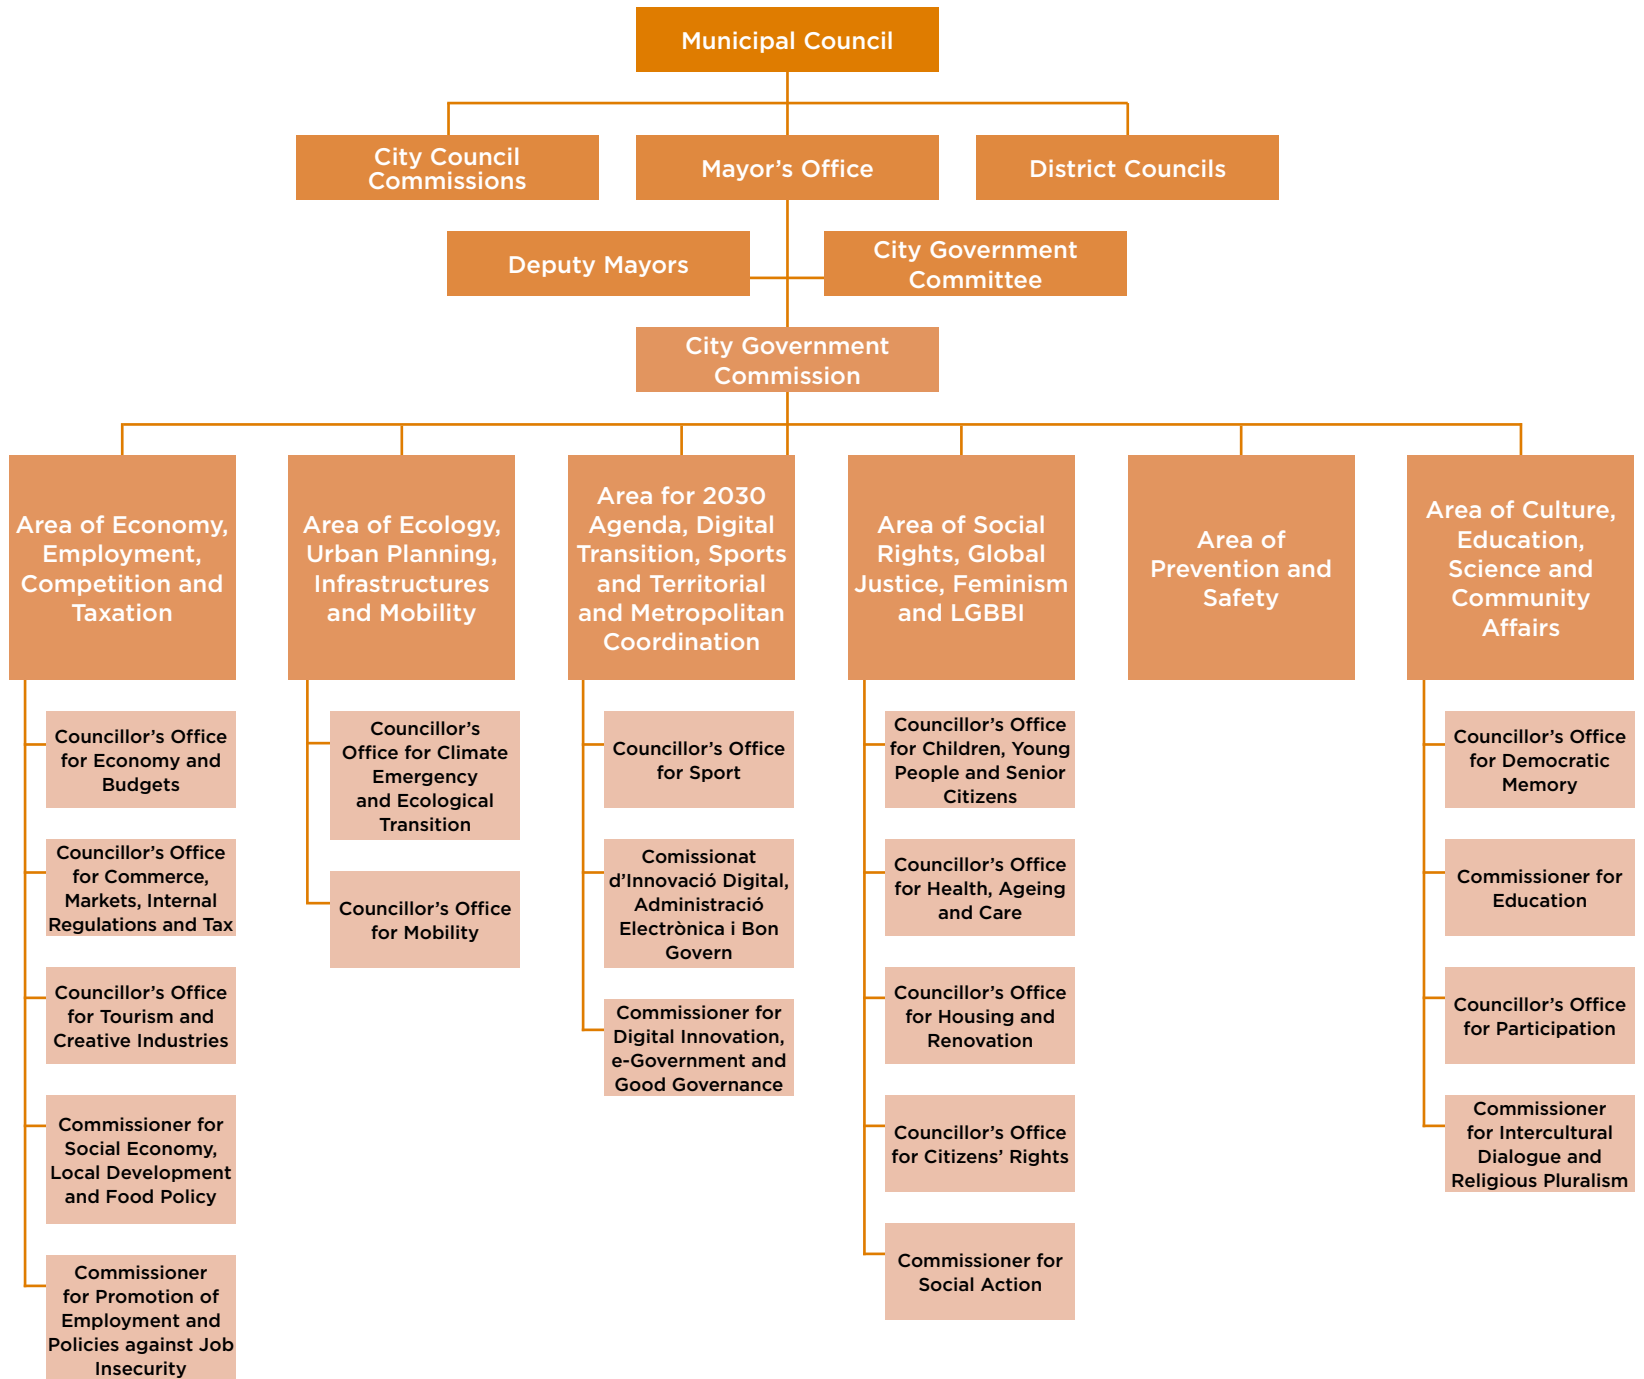 Municipal Council
City Council
Commissions
Mayor’s Office
District Councils
Deputy Mayors
City Government
Committee
City Government
Commission
Area of Economy,
Employment,
Competition and
Taxation
Area of Ecology,
Urban Planning,
Infrastructures
and Mobility
Area for 2030
Agenda, Digital
Transition, Sports
and Territorial
and Metropolitan
Coordination
Area of Social
Rights, Global
Justice, Feminism
and LGBBI
Area of
Prevention and
Safety
Area of Culture,
Education,
Science and
Community
Affairs
Councillor’s Office
for Economy and
Budgets
Councillor’s Office
for Commerce,
Markets, Internal
Regulations and Tax
Councillor’s Office
for Tourism and
Creative Industries
Commissioner for
Social Economy,
Local Development
and Food Policy
Commissioner
for Promotion of
Employment and
Policies against Job
Insecurity
Councillor’s
Office for Climate
Emergency
and Ecological
Transition
Councillor’s Office
for Mobility
Councillor’s Office
for Sport
Comissionat
d’Innovació Digital,
Administració
Electrònica i Bon
Govern
Commissioner for
Digital Innovation,
e-Government and
Good Governance
Councillor’s Office
for Children, Young
People and Senior
Citizens
Councillor’s Office
for Health, Ageing
and Care
Councillor’s Office
for Housing and
Renovation
Councillor’s Office
for Citizens’ Rights
Commissioner for
Social Action
Councillor’s Office
for Democratic
Memory
Commissioner for
Education
Councillor’s Office
for Participation
Commissioner
for Intercultural
Dialogue and
Religious Pluralism